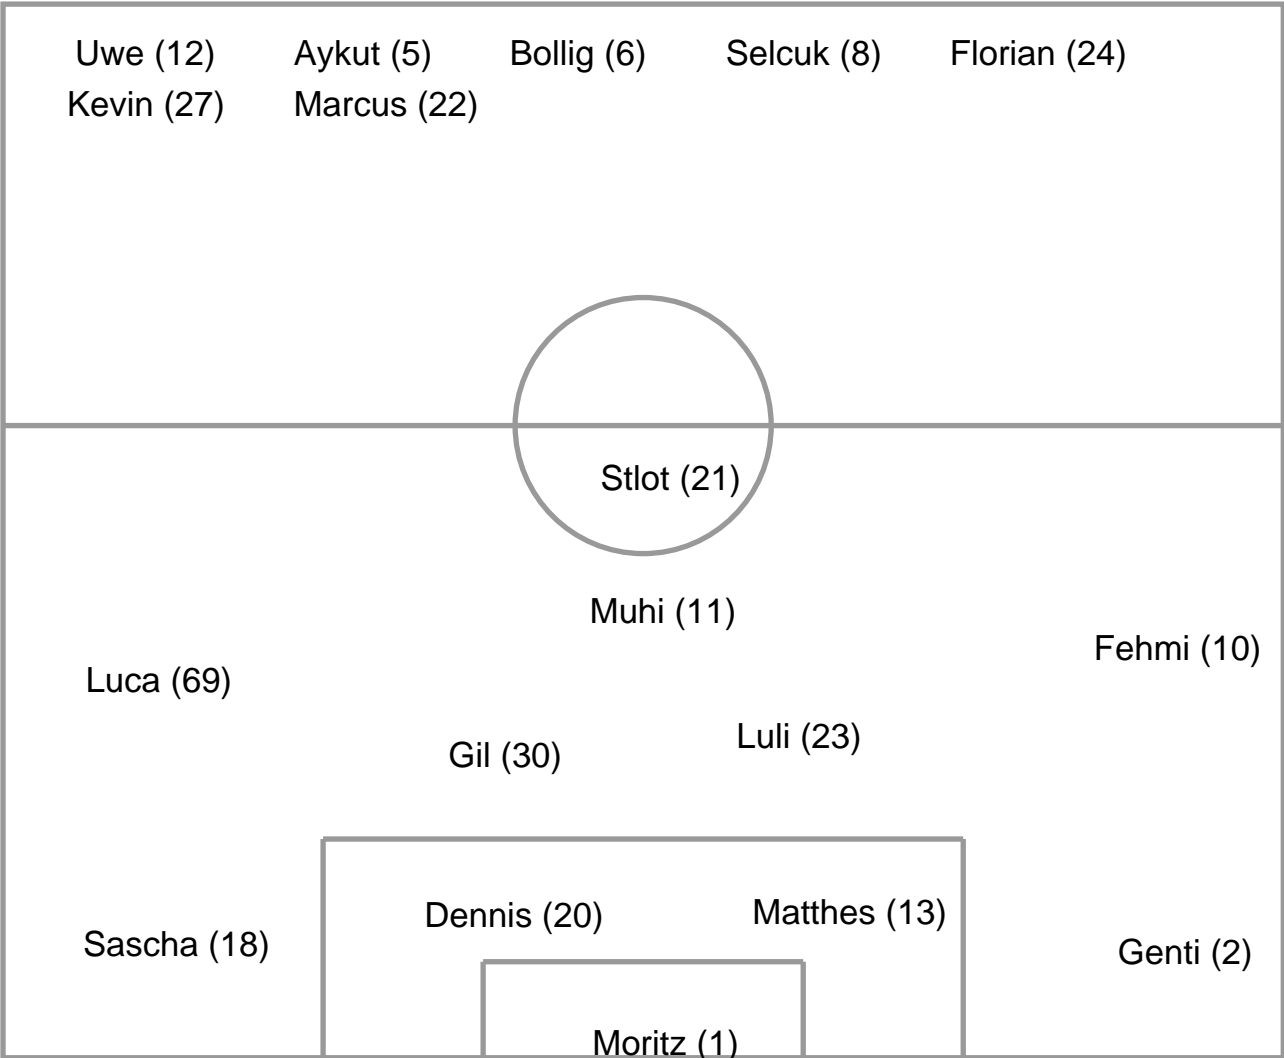 Uwe (12) Aykut (5) Bollig (6) Selcuk (8) Florian (24)
Kevin (27) Marcus (22)
Stlot (21)
Muhi (11)
Fehmi (10)
Luca (69)
Luli (23)
Gil (30)
Matthes (13)
Dennis (20)
Sascha (18)
Genti (2)
Moritz (1)